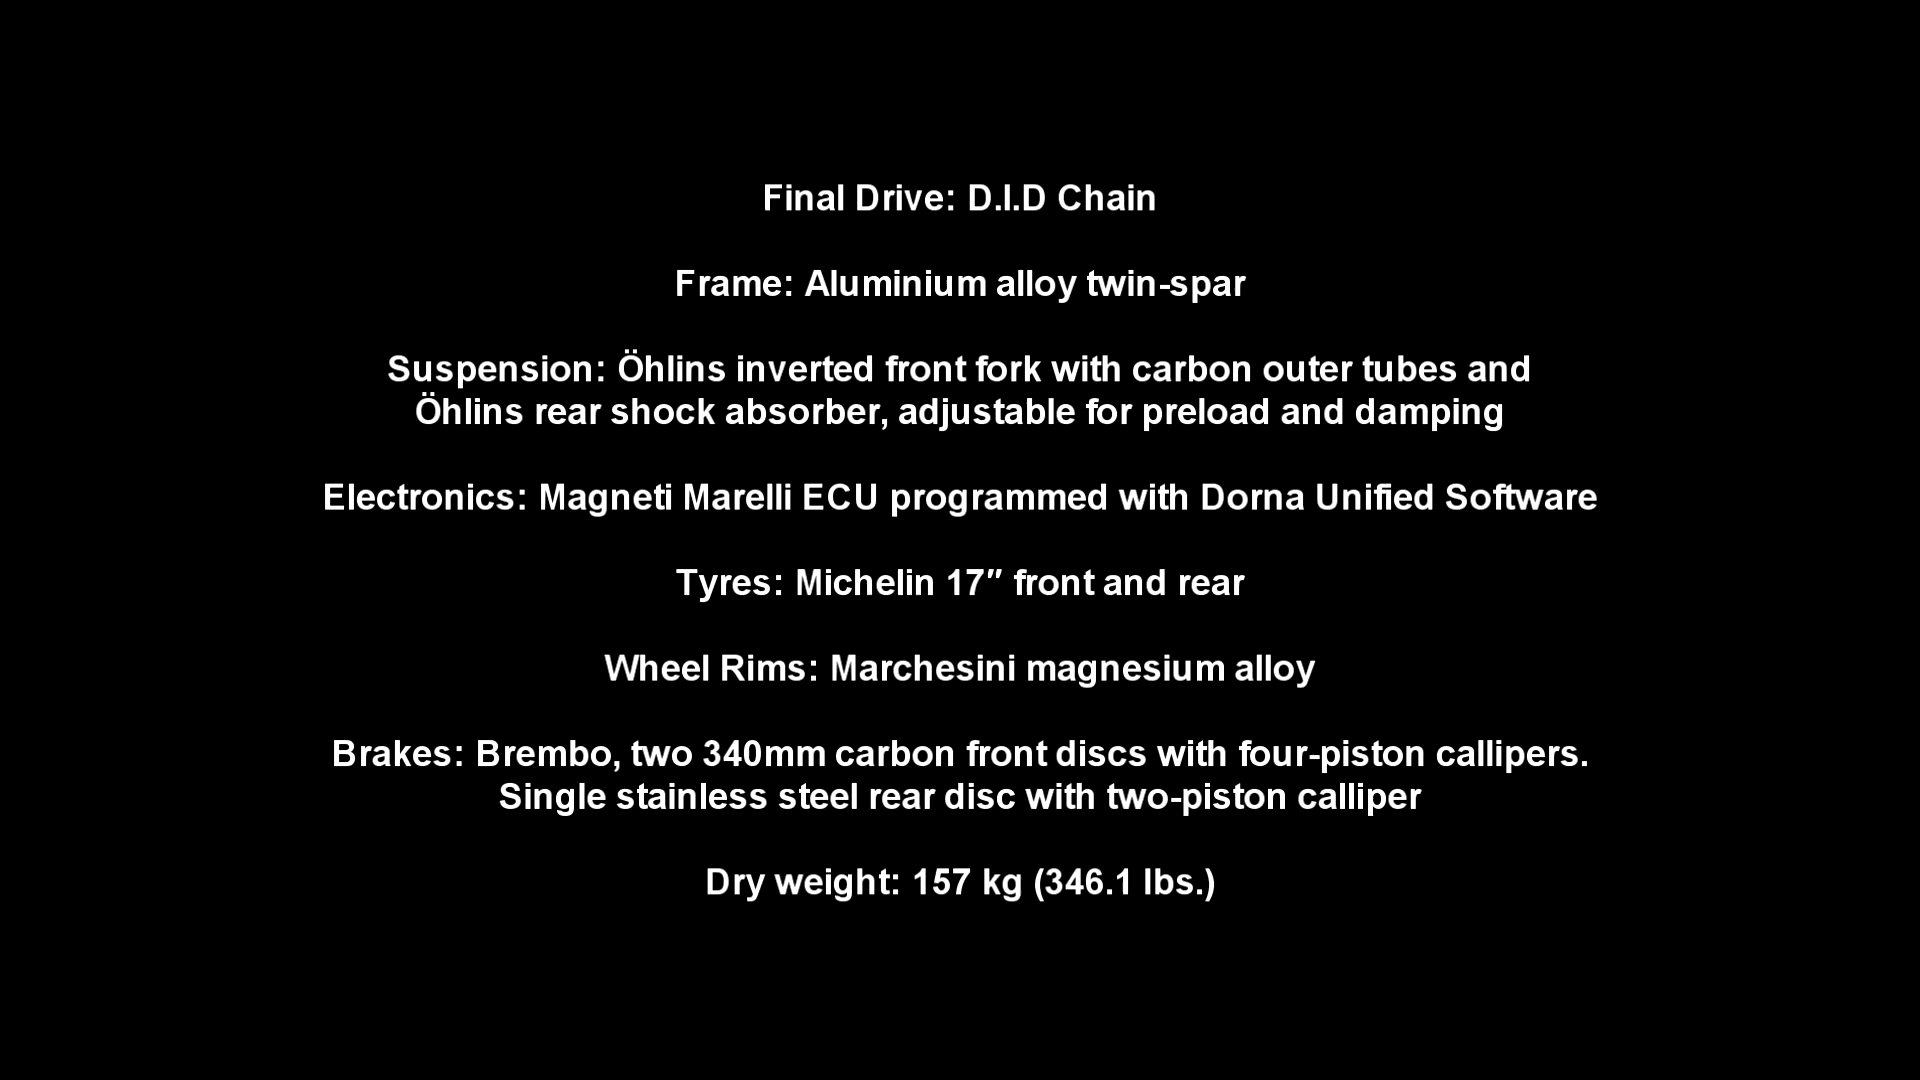 Final Drive: D.I.D Chain
Frame: Aluminium alloy twin-spar
Suspension: Öhlins inverted front fork with carbon outer tubes and
Öhlins rear shock absorber, adjustable for preload and damping
Electronics: Magneti Marelli ECU programmed with Dorna Unified Software
Tyres: Michelin 17″ front and rear
Wheel Rims: Marchesini magnesium alloy
Brakes: Brembo, two 340mm carbon front discs with four-piston callipers.
Single stainless steel rear disc with two-piston calliper
Dry weight: 157 kg (346.1 lbs.)